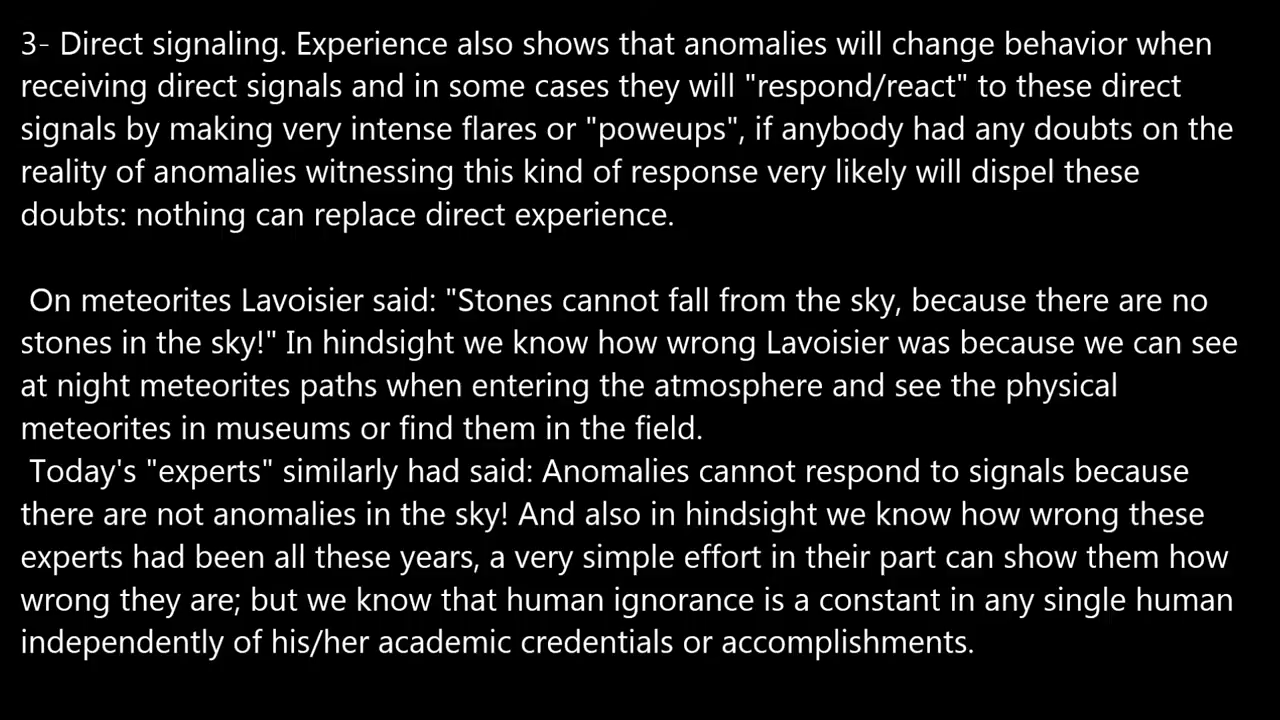 3- Direct signaling. Experience also shows that anomalies will change behavior when
receiving direct signals and in some cases they will "respond/react" to these direct
signals by making very intense flares or "poweups", if anybody had any doubts on the
reality of anomalies witnessing this kind of response very likely will dispel these
doubts: nothing can replace direct experience.
On meteorites Lavoisier said: "Stones cannot fall from the sky, because there are no
stones in the sky!" In hindsight we know how wrong Lavoisier was because we can see
at night meteorites paths when entering the atmosphere and see the physical
meteorites in museums or find them in the field.
Today's "experts" similarly had said: Anomalies cannot respond to signals because
there are not anomalies in the sky! And also in hindsight we know how wrong these
experts had been all these years, a very simple effort in their part can show them how
wrong they are; but we know that human ignorance is a constant in any single human
independently of his/her academic credentials or accomplishments.